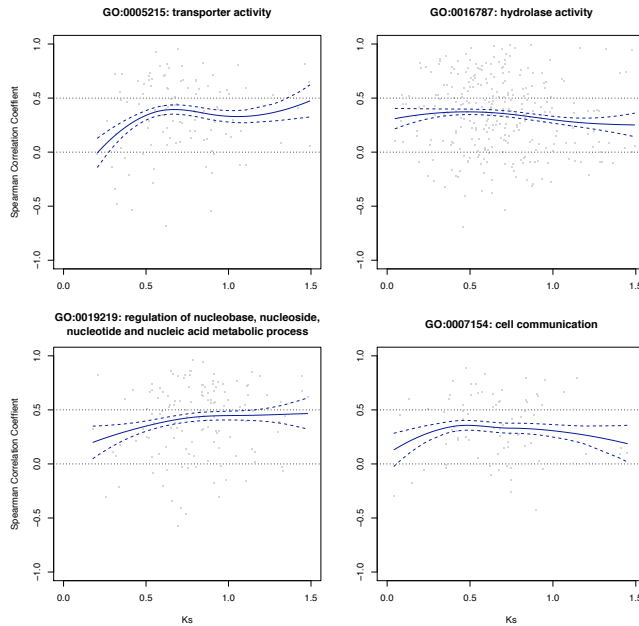 GO:0005215: transporter activity
Spearman Correlation Coeffient
1.0
0.5
0.0
−0.5
−1.0
0.0 0.5 1.0 1.5
GO:0016787: hydrolase activity
1.0
0.5
0.0
−0.5
−1.0
0.0 0.5 1.0 1.5
GO:0019219: regulation of nucleobase, nucleoside,
nucleotide and nucleic acid metabolic process
Spearman Correlation Coeffient
1.0
0.5
0.0
−0.5
−1.0
0.0 0.5 1.0 1.5
Ks
GO:0007154: cell communication
1.0
0.5
0.0
−0.5
−1.0
0.0 0.5 1.0 1.5
Ks